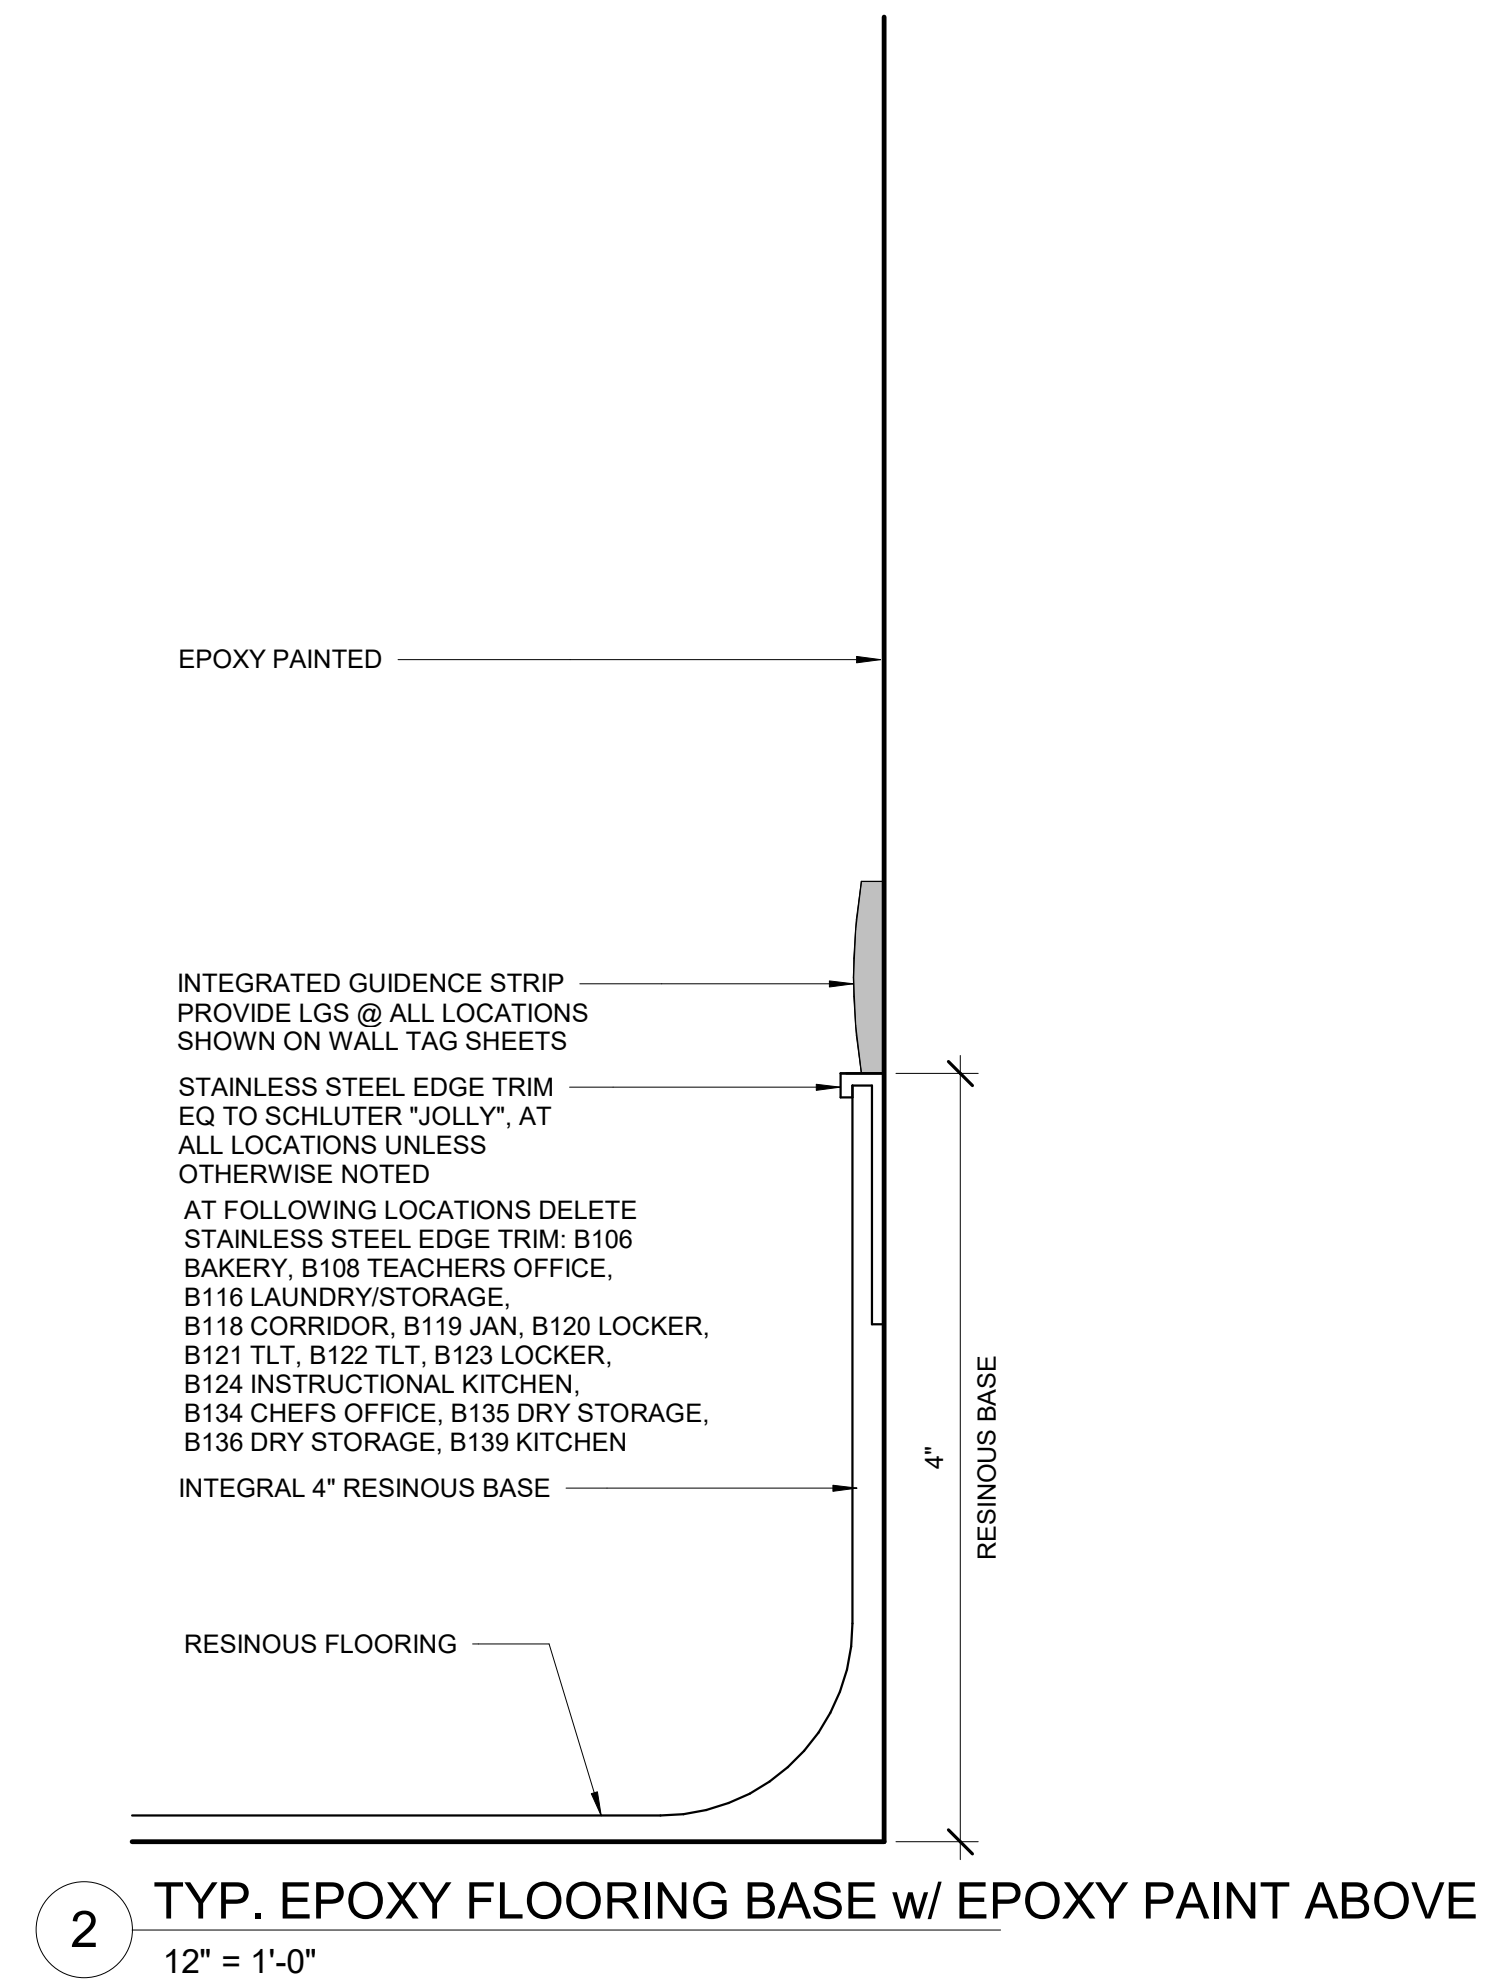 EPOXY PAINTED
INTEGRATED GUIDENCE STRIP
PROVIDE LGS @ ALL LOCATIONS
SHOWN ON WALL TAG SHEETS
STAINLESS STEEL EDGE TRIM
EQ TO SCHLUTER "JOLLY", AT
ALL LOCATIONS UNLESS
OTHERWISE NOTED
AT FOLLOWING LOCATIONS DELETE
STAINLESS STEEL EDGE TRIM: B106
BAKERY, B108 TEACHERS OFFICE,
B116 LAUNDRY/STORAGE,
B118 CORRIDOR, B119 JAN, B120 LOCKER,
B121 TLT, B122 TLT, B123 LOCKER,
B124 INSTRUCTIONAL KITCHEN,
B134 CHEFS OFFICE, B135 DRY STORAGE,
B136 DRY STORAGE, B139 KITCHEN
INTEGRAL 4" RESINOUS BASE
4"
RESINOUS BASE
RESINOUS FLOORING
2
TYP. EPOXY FLOORING BASE w/ EPOXY PAINT ABOVE
12" = 1'-0"